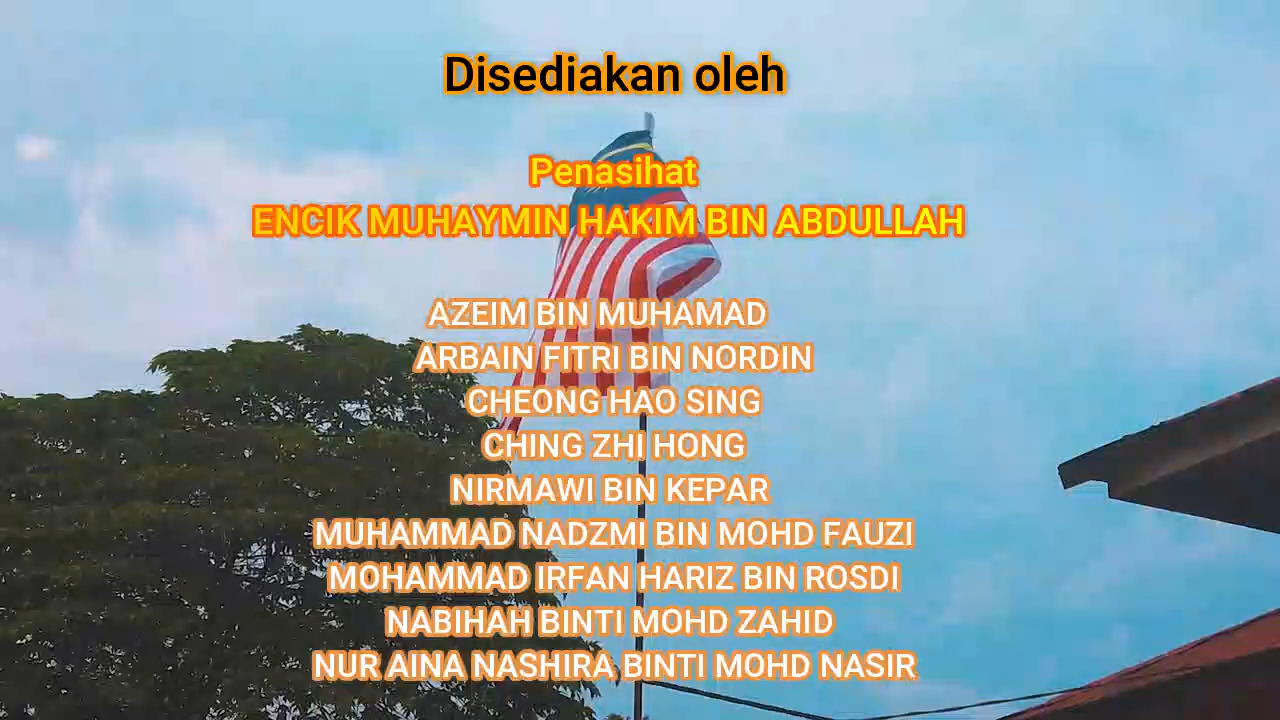 Disediakan oleh
Penasihat
ENCIK MUHAYMIN HAKIM BIN ABDULLAH
AZEIM BIN MUHAMAD
ARBAIN FITRI BIN NORDIN
CHEONG HAO SING
CHING ZHI HONG
NIRMAWI BIN KEPAR
MUHAMMAD NADZMI BIN MOHD FAUZI
MOHAMMAD IRFAN HARIZ BIN ROSDI
NABIHAH BINTI MOHD ZAHID
NUR AINA NASHIRA BINTI MOHD NASIR